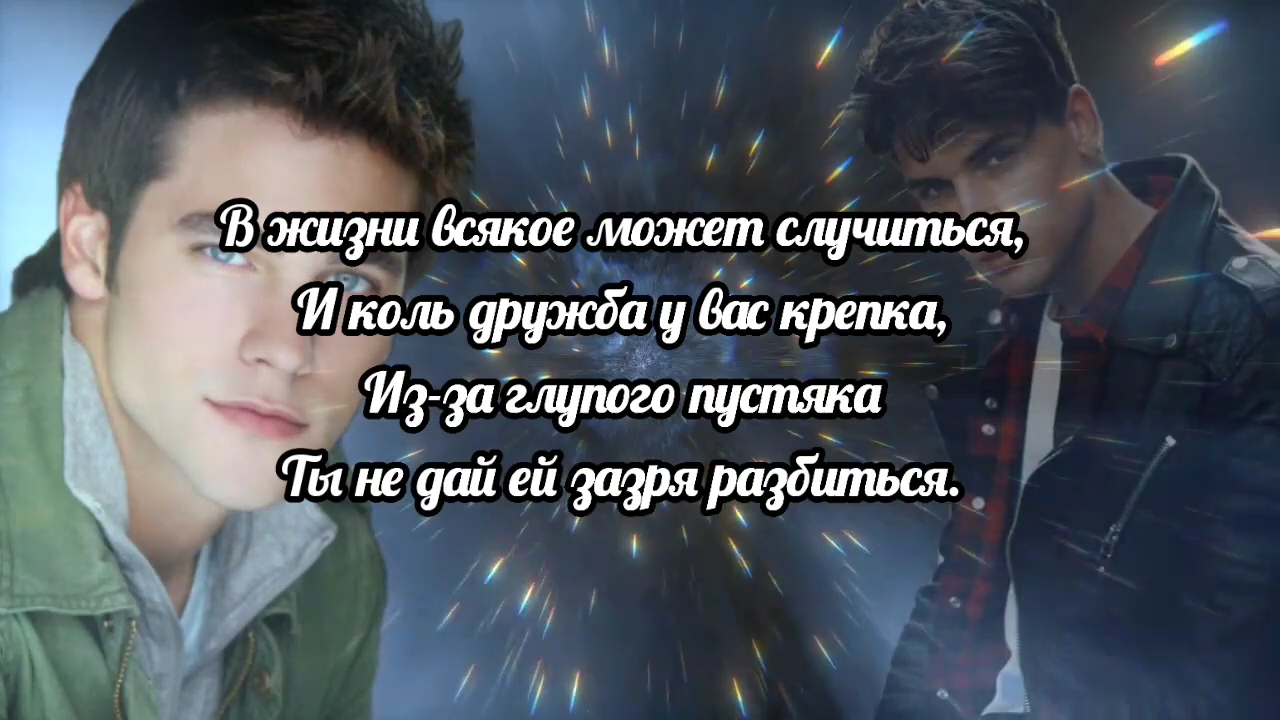 В жизни всякое может случиться,
И коль дружба у вас крепка,
Из-за глупого пустяка
Ты не дай ей зазря разбиться.